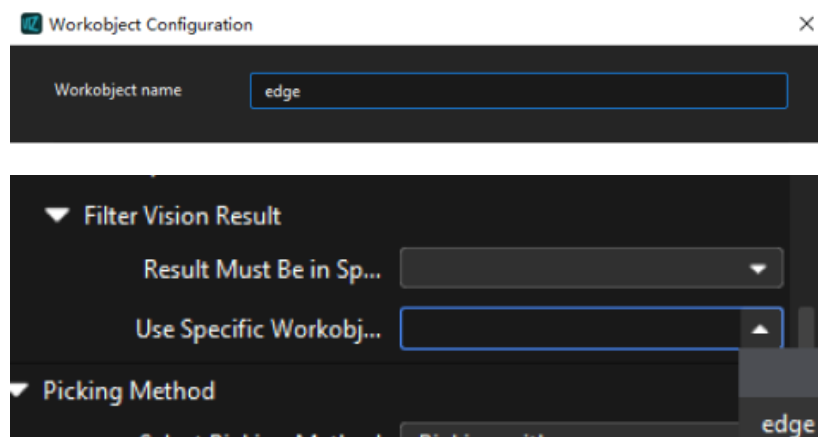 Workobject Configuration
Workobject name edge
Filter Vision Result
Result Must Be in Sp...
Use Specific Workobj...
Picking Method
edge